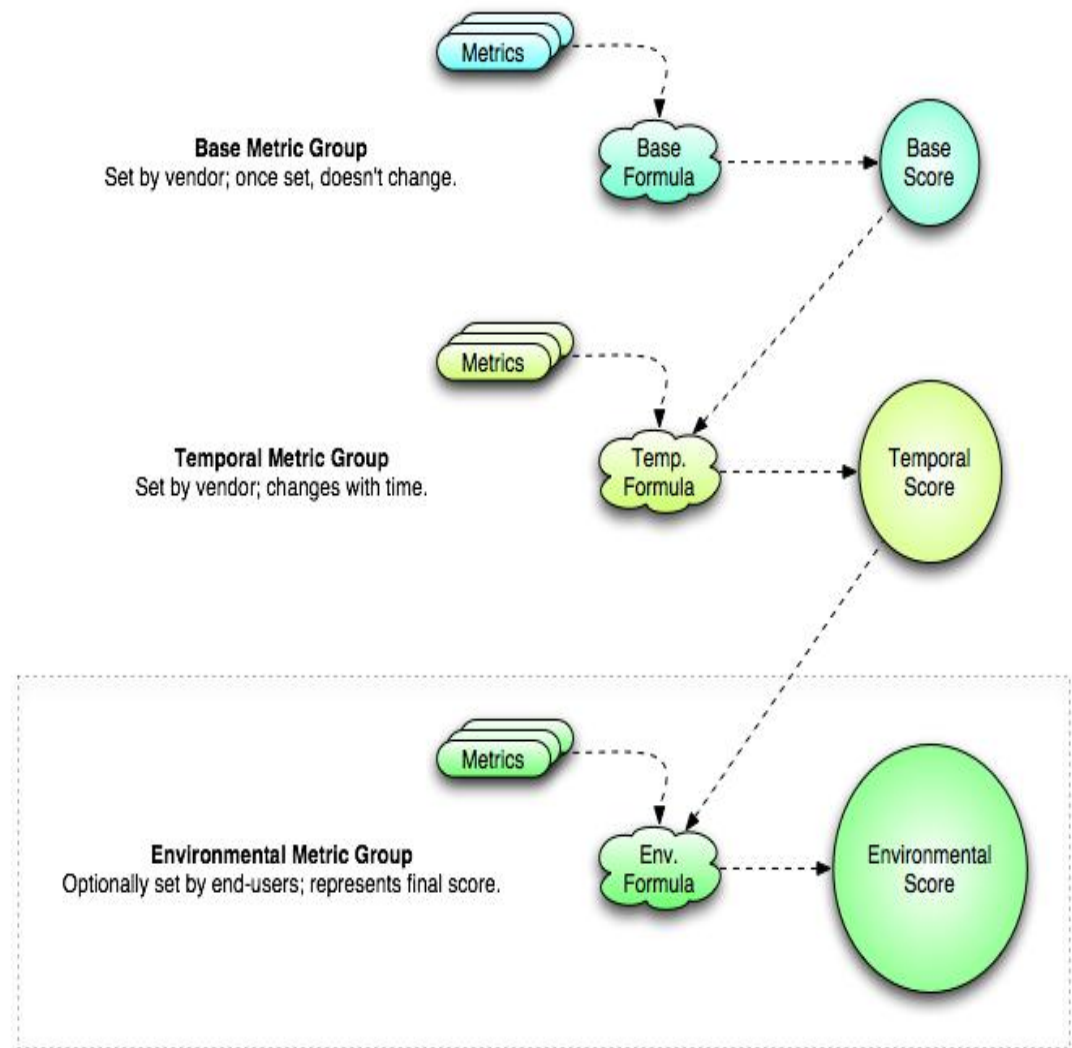 Metrics
Base Metric Group
Set by vendor; once set, doesn't change.
Base
Formula
Base
Score
Metrics
Temporal Metric Group
Set by vendor; changes with time.
Temp.
Formula
Temporal
Score
Metrics
Environmental Metric Group
Optionally set by end-users; represents final score.
Env.
Formula
Environmental
Score